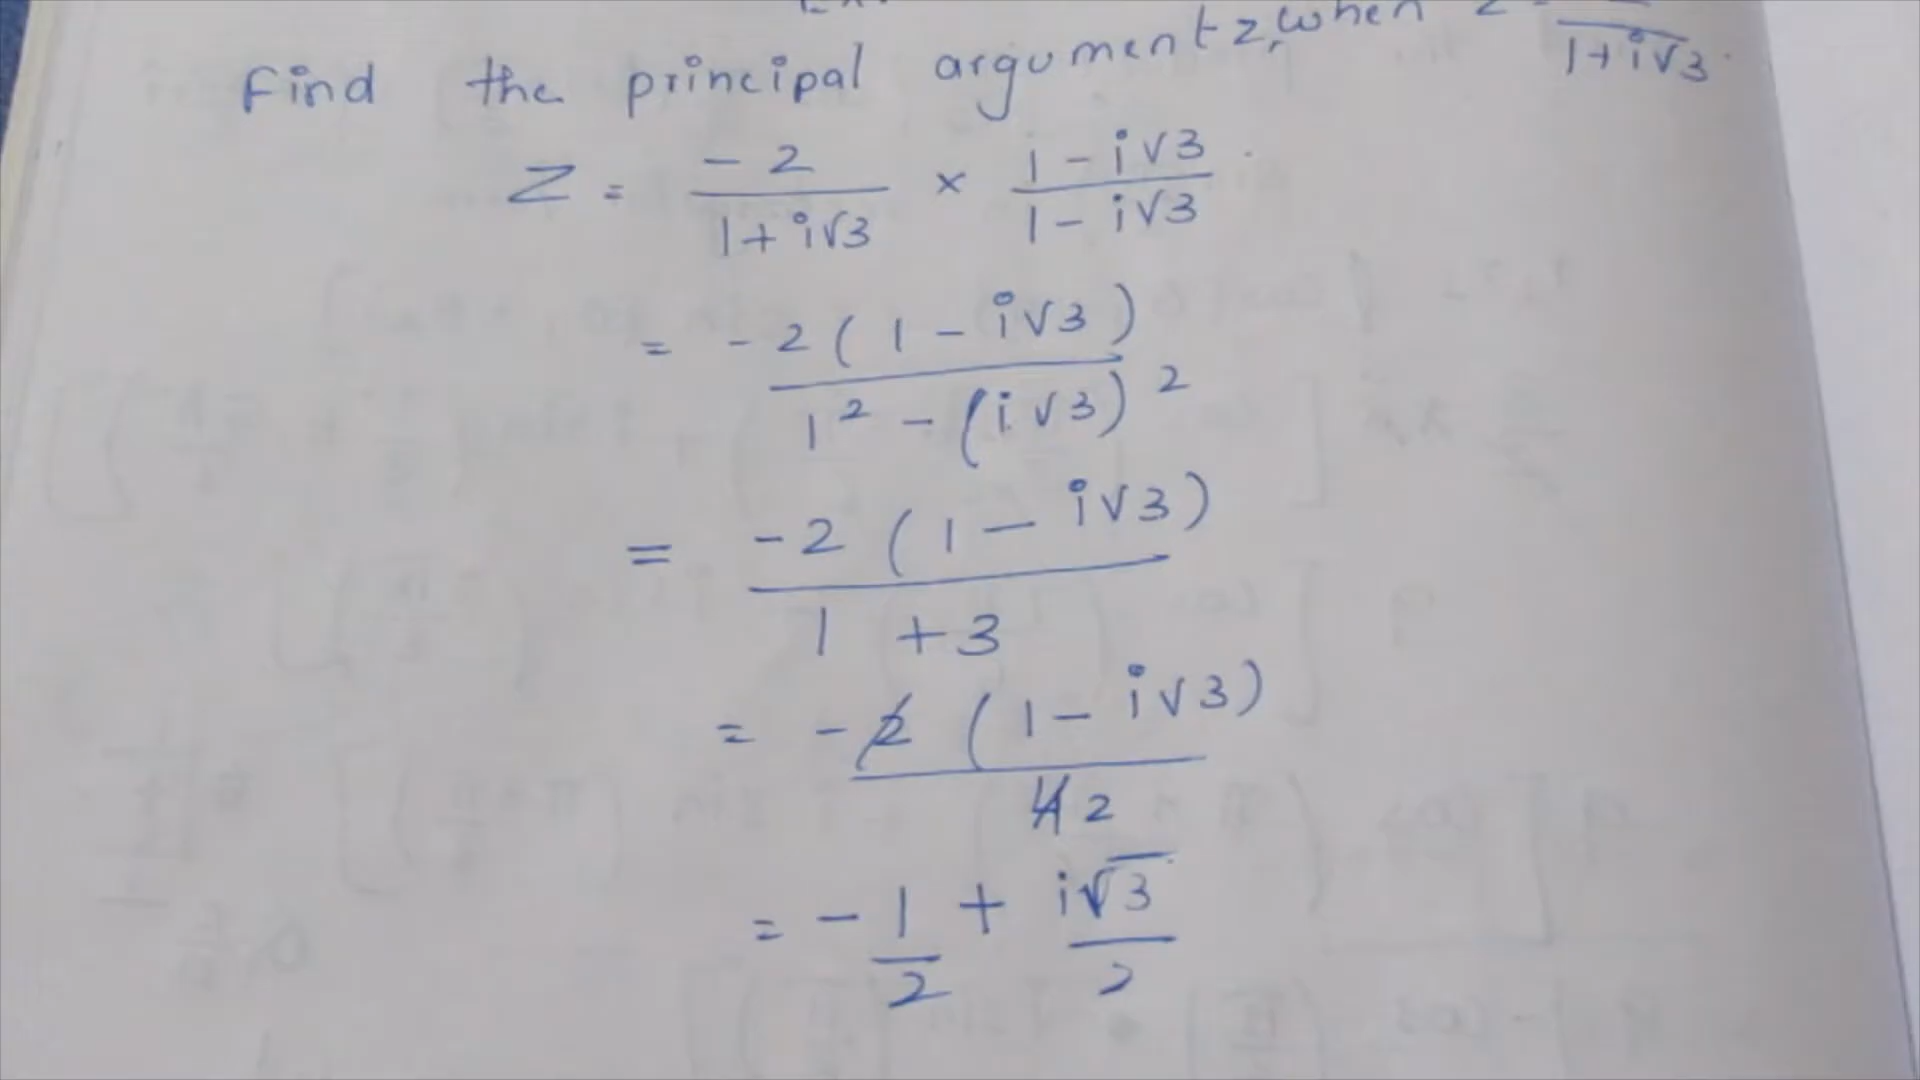 Find the principal argument z, when z
1+i√3.
Z = -2 / 1+i√3 × 1-i√3 / 1-i√3.
= -2(1-i√3) / 1² - (i√3)²
= -2(1-i√3) / 1+3
= -2(1-i√3) / 4 2
= -1/2 + i√3/2